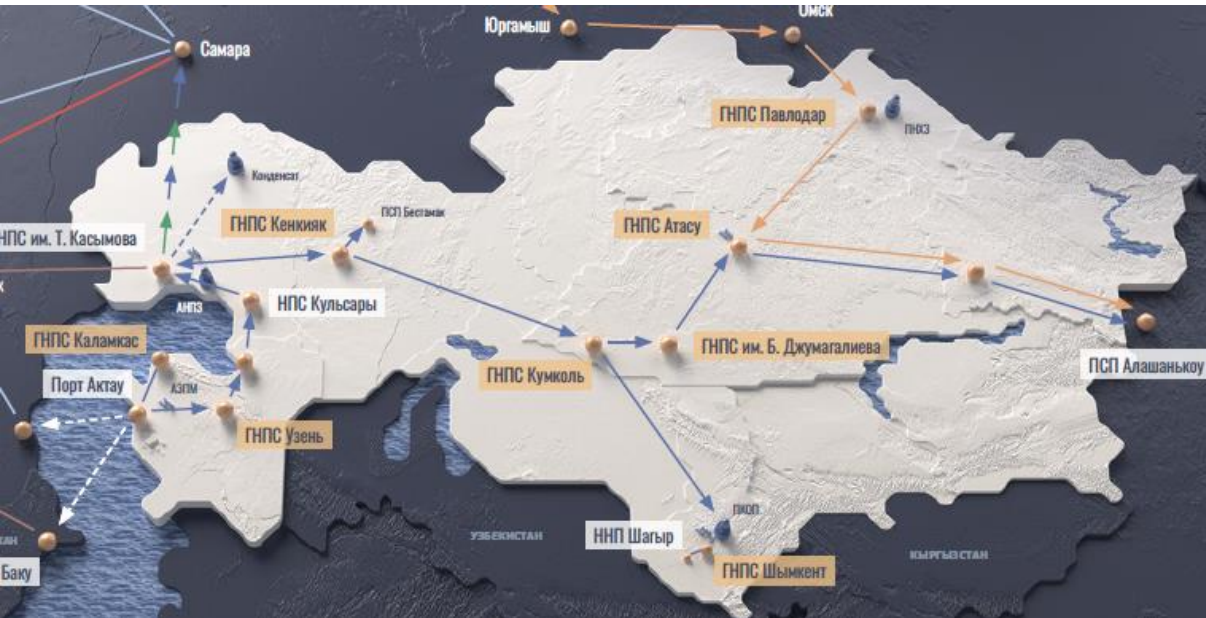 Омск
Юргамыш
Самара
ГНПС Павлодар
ПНХЗ
Конденсат
ПСП Бестамак
ГНПС Кенкияк
ГНПС Атасу
НПС им. Т. Касымова
АНПЗ
НПС Кульсары
ГНПС Каламкас
ГНПС им. Б. Джумагалиева
ПСП Алашанькоу
ГНПС Кумколь
Порт Актау
АЗПМ
ГНПС Узень
ПКОП
УЗБЕКИСТАН
ННП Шагыр
КЫРГЫЗСТАН
ГНПС Шымкент
Баку